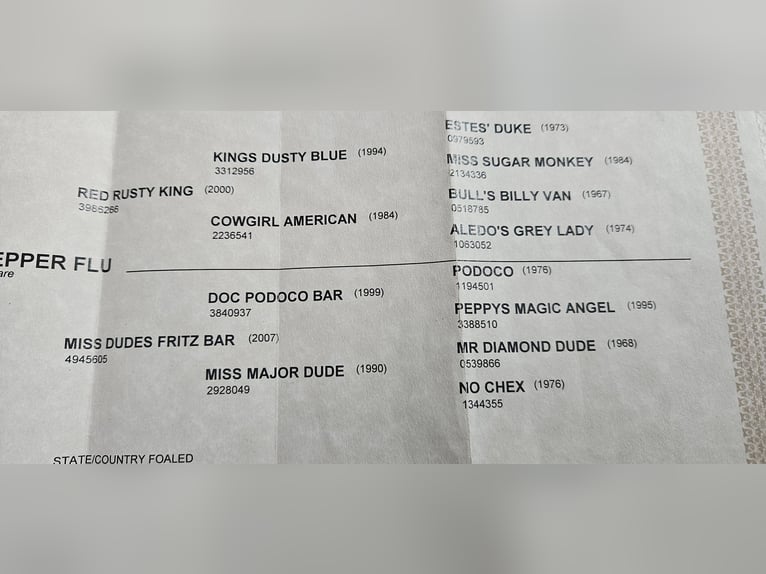 ESTES' DUKE (1973)
0979593
KINGS DUSTY BLUE (1994)
3312956
MISS SUGAR MONKEY (1984)
2134336
RED RUSTY KING (2000)
3986266
BULL'S BILLY VAN (1967)
0518785
COWGIRL AMERICAN (1984)
2236541
ALEDO'S GREY LADY (1974)
1063052
EPPER FLU
are
PODOCO (1976)
1194501
DOC PODOCO BAR (1999)
3840937
PEPPYS MAGIC ANGEL (1995)
3388510
MISS DUDES FRITZ BAR (2007)
4945605
MR DIAMOND DUDE (1968)
0539866
MISS MAJOR DUDE (1990)
2928049
NO CHEX (1976)
1344355
STATE/COUNTRY FOALED